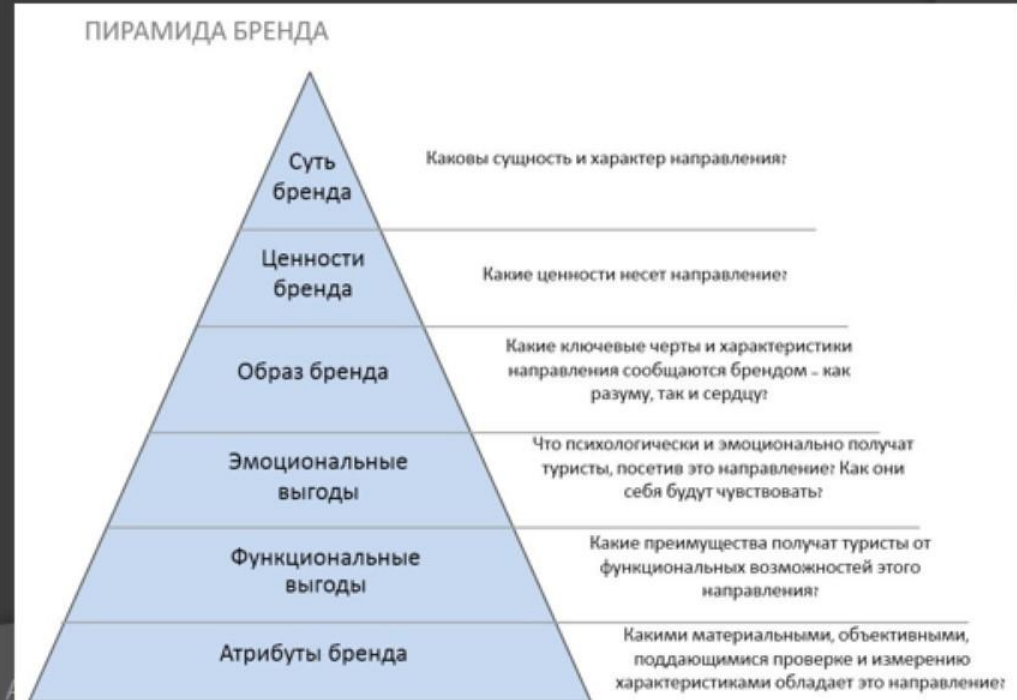 ПИРАМИДА БРЕНДА
Суть
бренда
Каковы сущность и характер направления?
Ценности
бренда
Какие ценности несет направление?
Образ бренда
Какие ключевые черты и характеристики
направления сообщаются брендом – как
разуму, так и сердцу?
Эмоциональные
выгоды
Что психологически и эмоционально получат
туристы, посетив это направление? Как они
себя будут чувствовать?
Функциональные
выгоды
Какие преимущества получат туристы от
функциональных возможностей этого
направления?
Атрибуты бренда
Какими материальными, объективными,
поддающимися проверке и измерению
характеристиками обладает это направление?